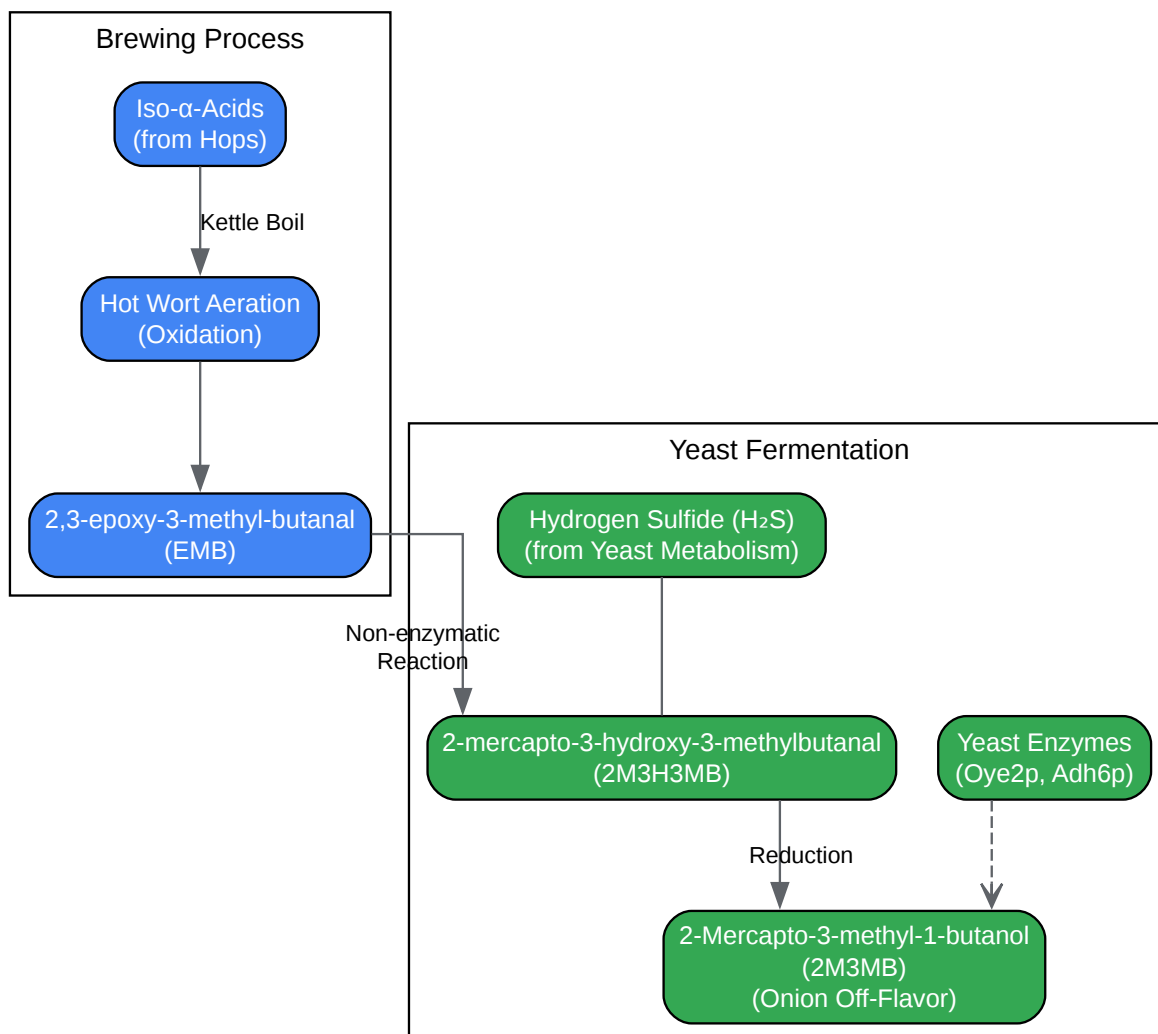 Brewing Process
Iso-α-Acids
(from Hops)
Kettle Boil
Hot Wort Aeration
(Oxidation)
2,3-epoxy-3-methyl-butanal
(EMB)
Yeast Fermentation
Hydrogen Sulfide (H₂S)
(from Yeast Metabolism)
Non-enzymatic
Reaction
2-mercapto-3-hydroxy-3-methylbutanal
(2M3H3MB)
Yeast Enzymes
(Oye2p, Adh6p)
Reduction
2-Mercapto-3-methyl-1-butanol
(2M3MB)
(Onion Off-Flavor)